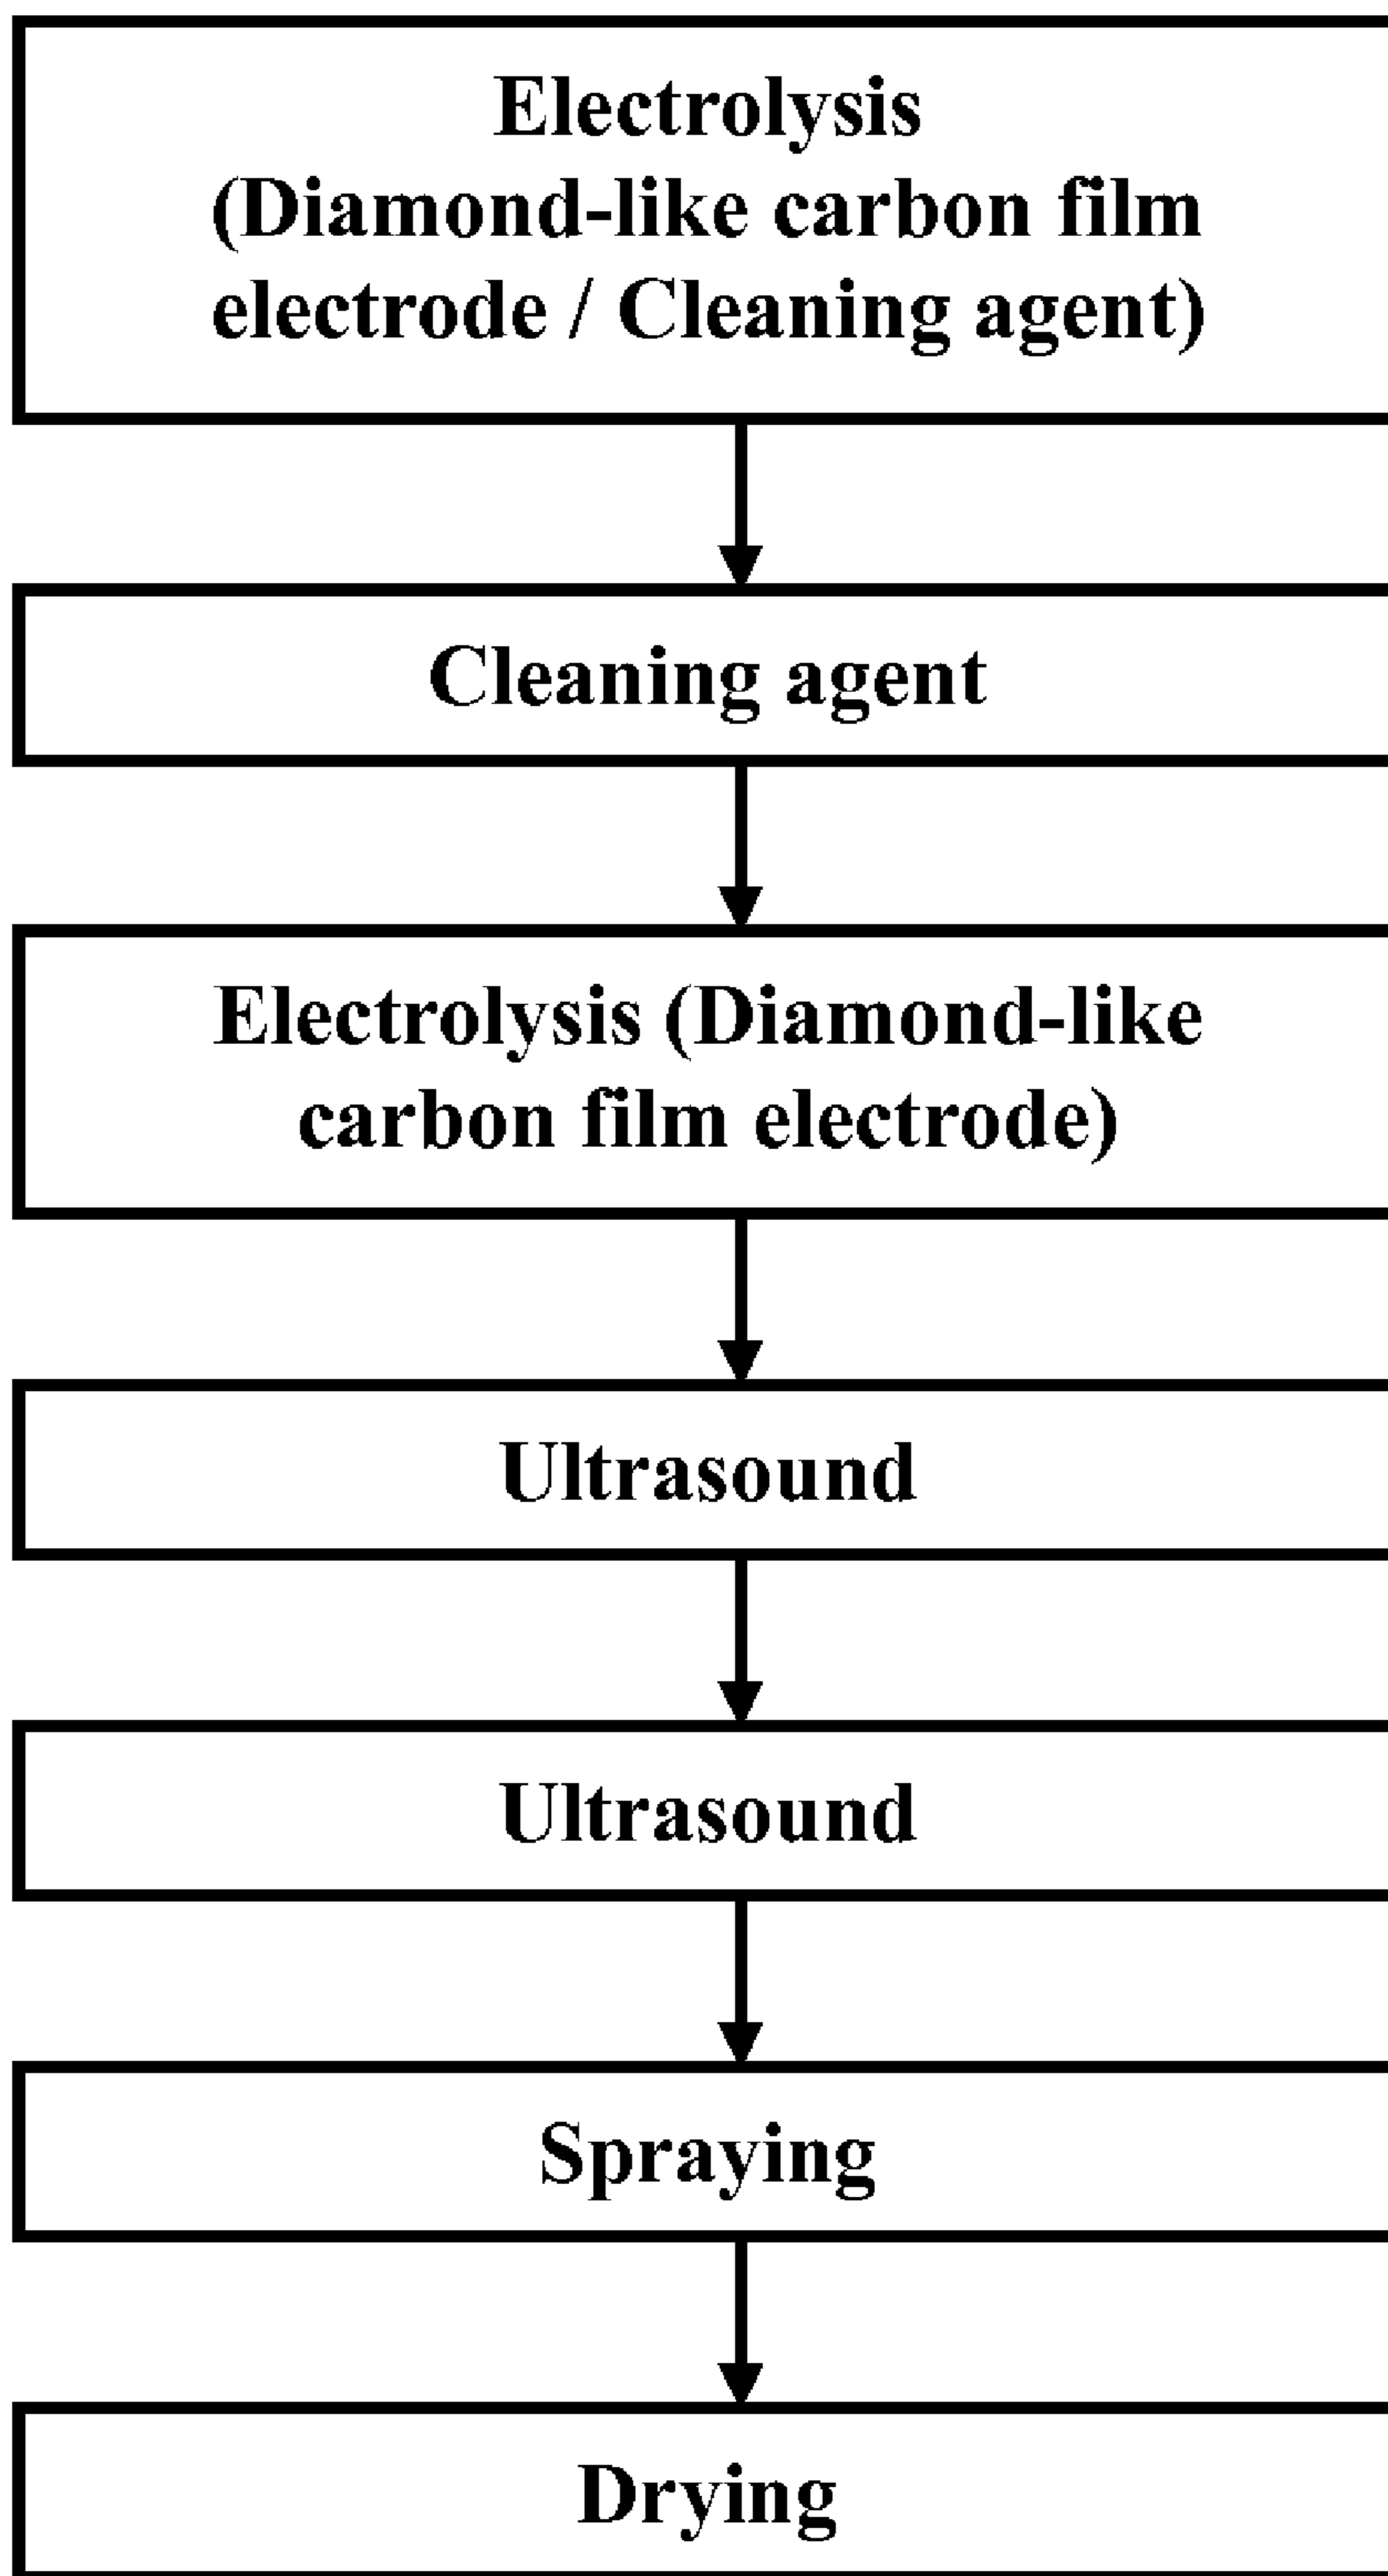 Electrolysis
(Diamond-like carbon film
electrode / Cleaning agent)
Cleaning agent
Electrolysis (Diamond-like
carbon film electrode)
Ultrasound
Ultrasound
Spraying
Drying